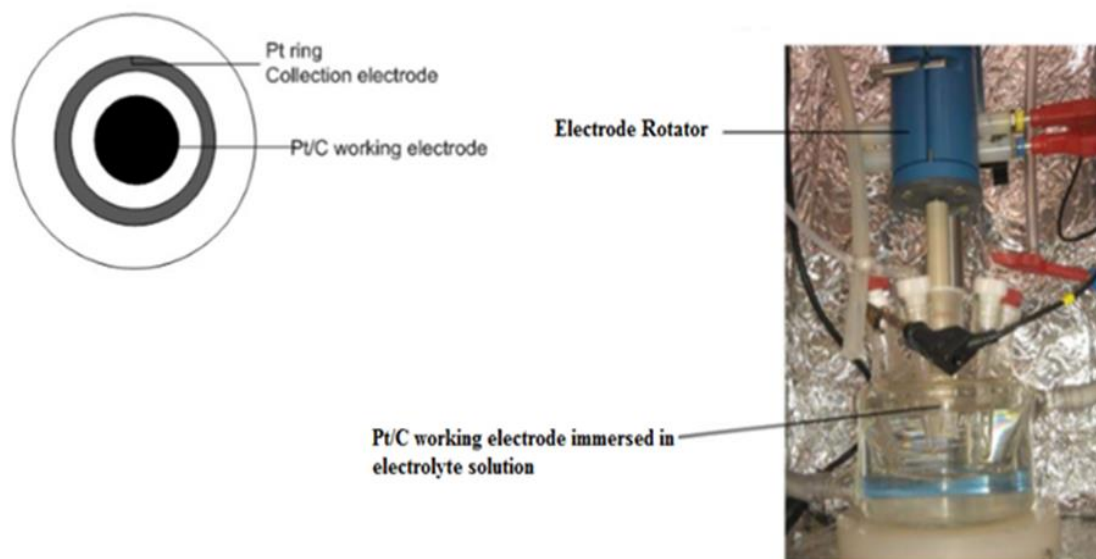 Pt ring
Collection electrode
Pt/C working electrode
Electrode Rotator
Pt/C working electrode immersed in
electrolyte solution